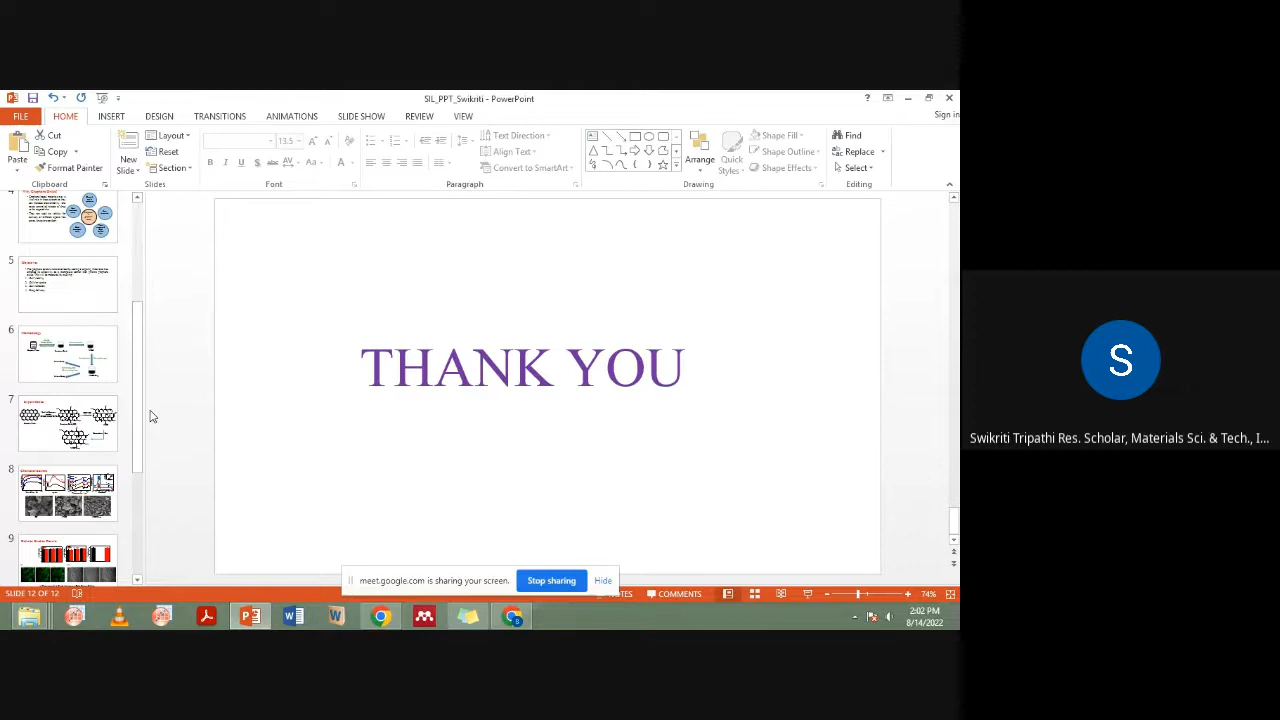 SIL_PPT_Swikriti - PowerPoint
Sign in
FILE HOME INSERT DESIGN TRANSITIONS ANIMATIONS SLIDE SHOW REVIEW VIEW
Paste
Cut
Copy
Format Painter
Clipboard
New
Slide
Layout
Reset
Section
Slides
13.5
Font
Text Direction
Align Text
Convert to SmartArt
Paragraph
Arrange
Quick
Styles
Shape Fill
Shape Outline
Shape Effects
Drawing
Find
Replace
Select
Editing
4
5
6
7
8
9
THANK YOU
meet.google.com is sharing your screen.
Stop sharing
Hide
SLIDE 12 OF 12
COMMENTS
74%
2:02 PM
8/14/2022
S
Swikriti Tripathi Res. Scholar, Materials Sci. & Tech., I...